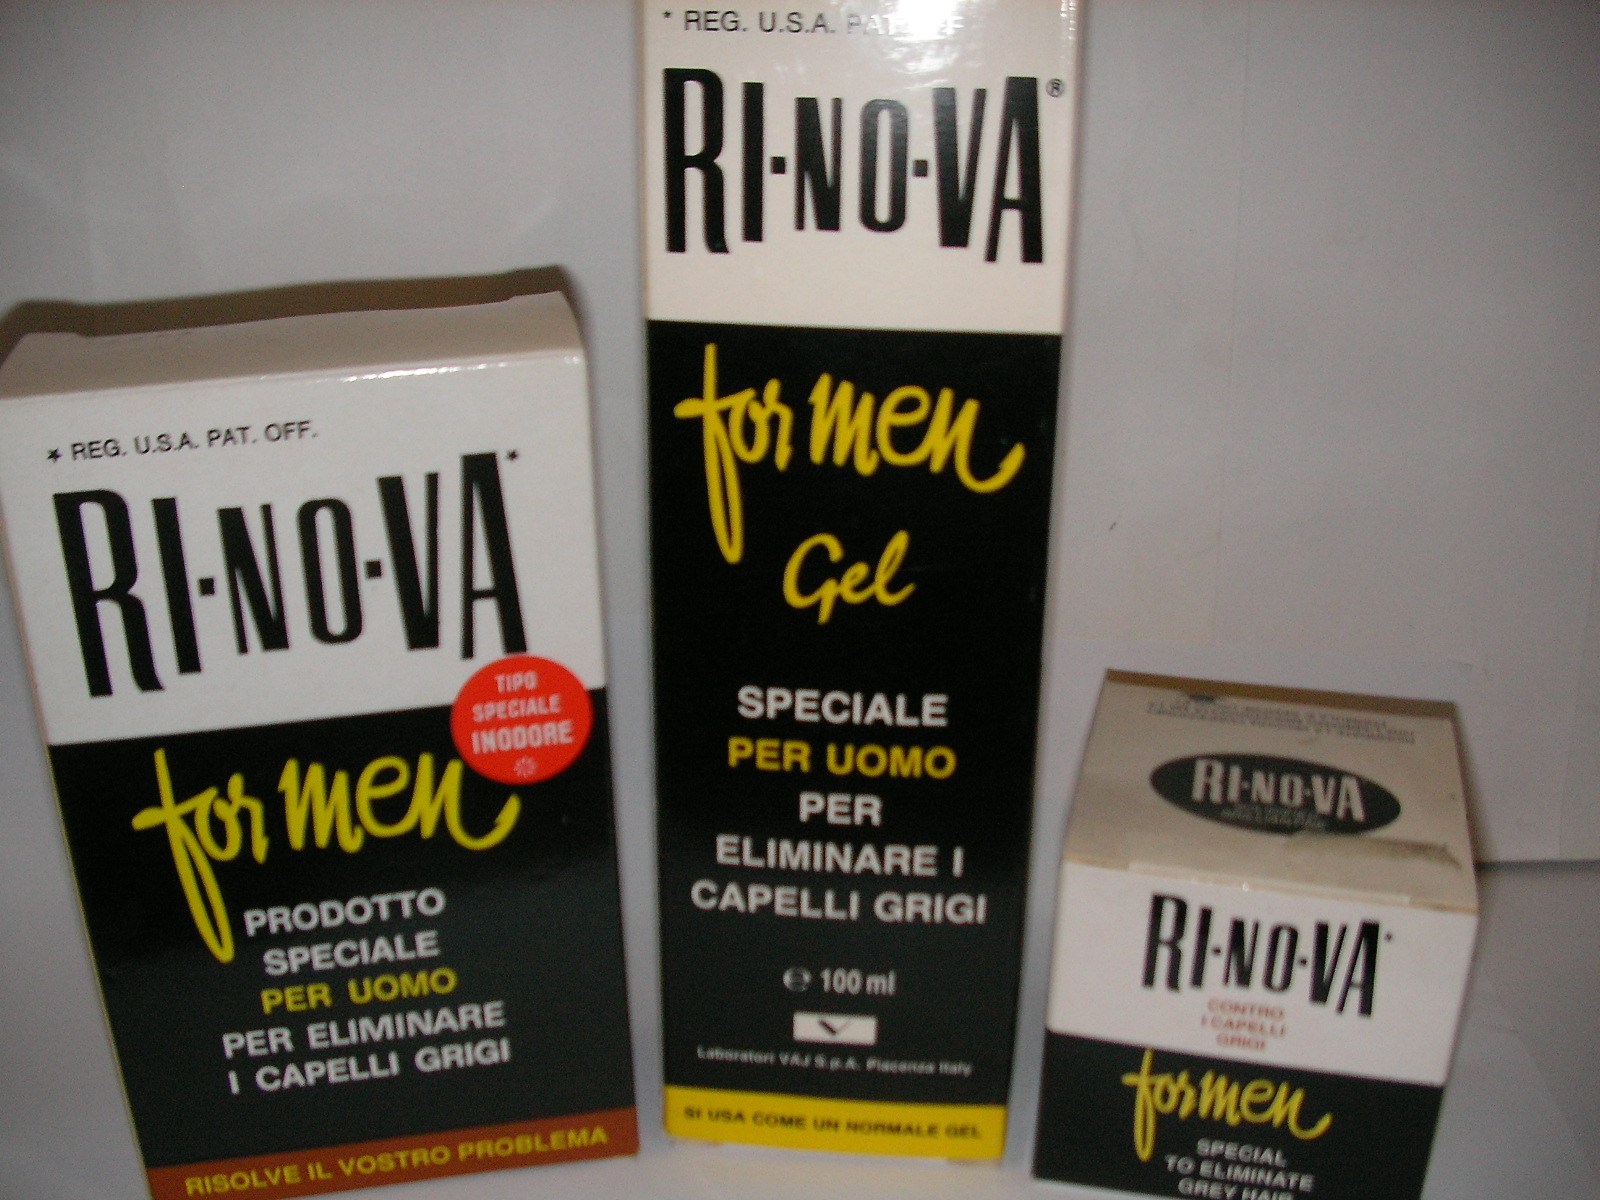 * REG. U.S.A. PAT. OFF.
RI·NO·VA*
TIPO
SPECIALE
INODORE
for men
PRODOTTO
SPECIALE
PER UOMO
PER ELIMINARE
I CAPELLI GRIGI
RISOLVE IL VOSTRO PROBLEMA
* REG. U.S.A. PAT. OFF
RI·NO·VA®
for men
Gel
SPECIALE
PER UOMO
PER
ELIMINARE I
CAPELLI GRIGI
℮ 100 ml
Laboratori VAJ S.p.A. Piacenza Italy
SI USA COME UN NORMALE GEL
RI·NO·VA
RI·NO·VA*
CONTRO
I CAPELLI
GRIGI
for men
SPECIAL
TO ELIMINATE
GREY HAIR